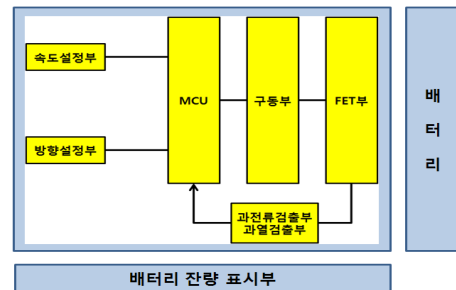 속도설정부
방향설정부
MCU
구동부
FET부
과전류검출부
과열검출부
배
터
리
배터리 잔량 표시부